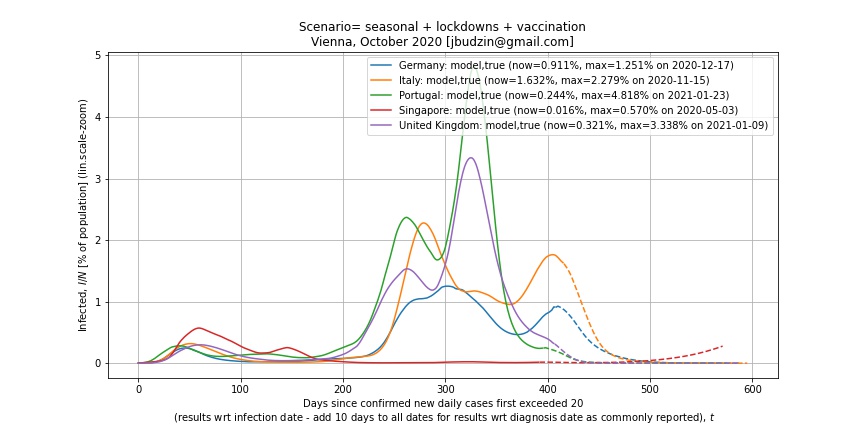 Scenario= seasonal + lockdowns + vaccination
Vienna, October 2020 [jbudzin@gmail.com]
Germany: model,true (now=0.911%, max=1.251% on 2020-12-17)
Italy: model,true (now=1.632%, max=2.279% on 2020-11-15)
Portugal: model,true (now=0.244%, max=4.818% on 2021-01-23)
Singapore: model,true (now=0.016%, max=0.570% on 2020-05-03)
United Kingdom: model,true (now=0.321%, max=3.338% on 2021-01-09)
Infected, I/N [% of population] (lin.scale-zoom)
5
4
3
2
1
0
0 100 200 300 400 500 600
Days since confirmed new daily cases first exceeded 20
(results wrt infection date - add 10 days to all dates for results wrt diagnosis date as commonly reported), t